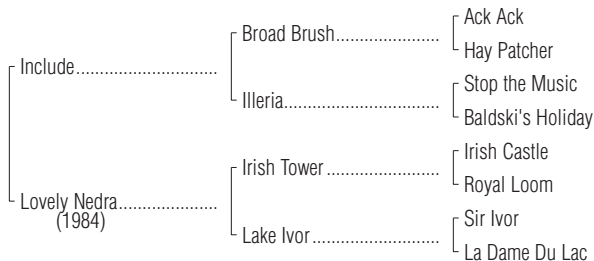 Ack Ack
Broad Brush
Hay Patcher
Include
Stop the Music
Illeria
Baldski's Holiday
Irish Castle
Irish Tower
Royal Loom
Lovely Nedra
(1984)
Sir Ivor
Lake Ivor
La Dame Du Lac